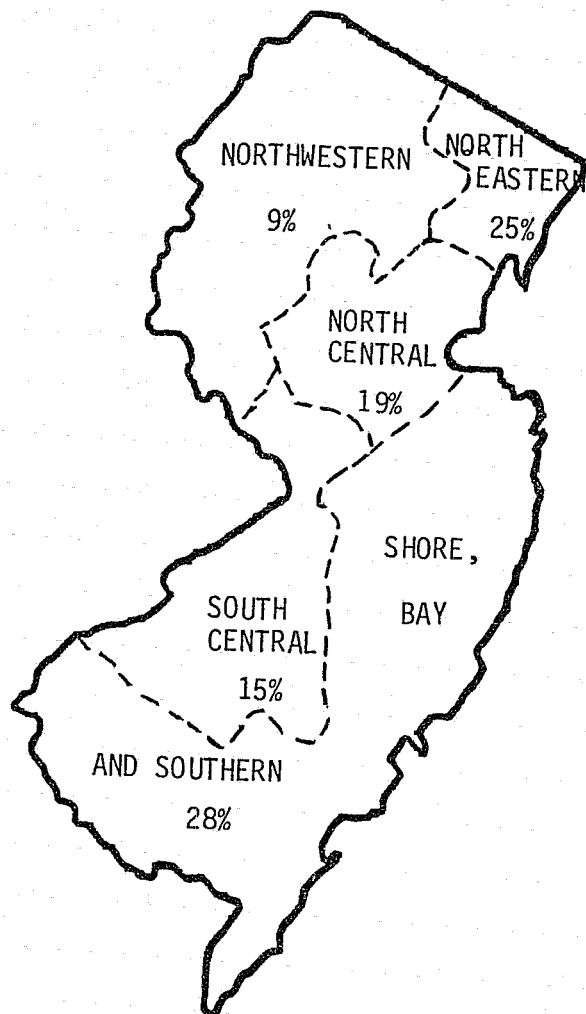 NORTHWESTERN
9%
NORTH
EASTERN
25%
NORTH
CENTRAL
19%
SHORE,
BAY
SOUTH
CENTRAL
15%
AND SOUTHERN
28%